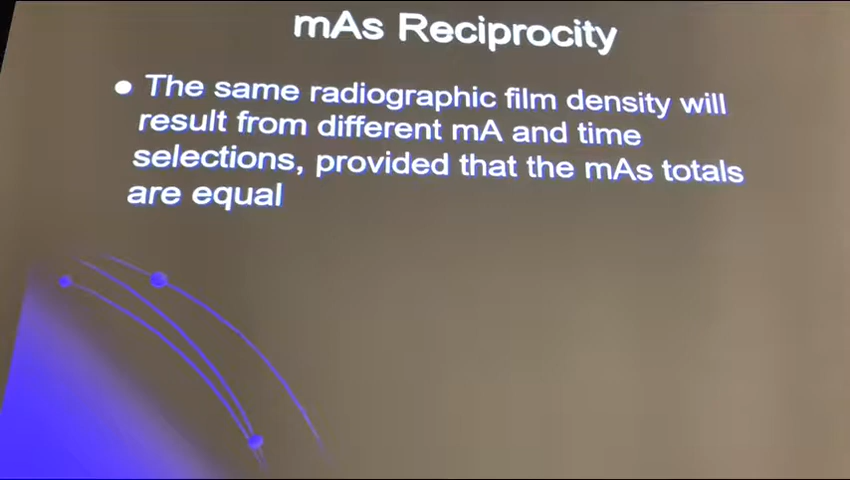 mAs Reciprocity
The same radiographic film density will
result from different mA and time
selections, provided that the mAs totals
are equal